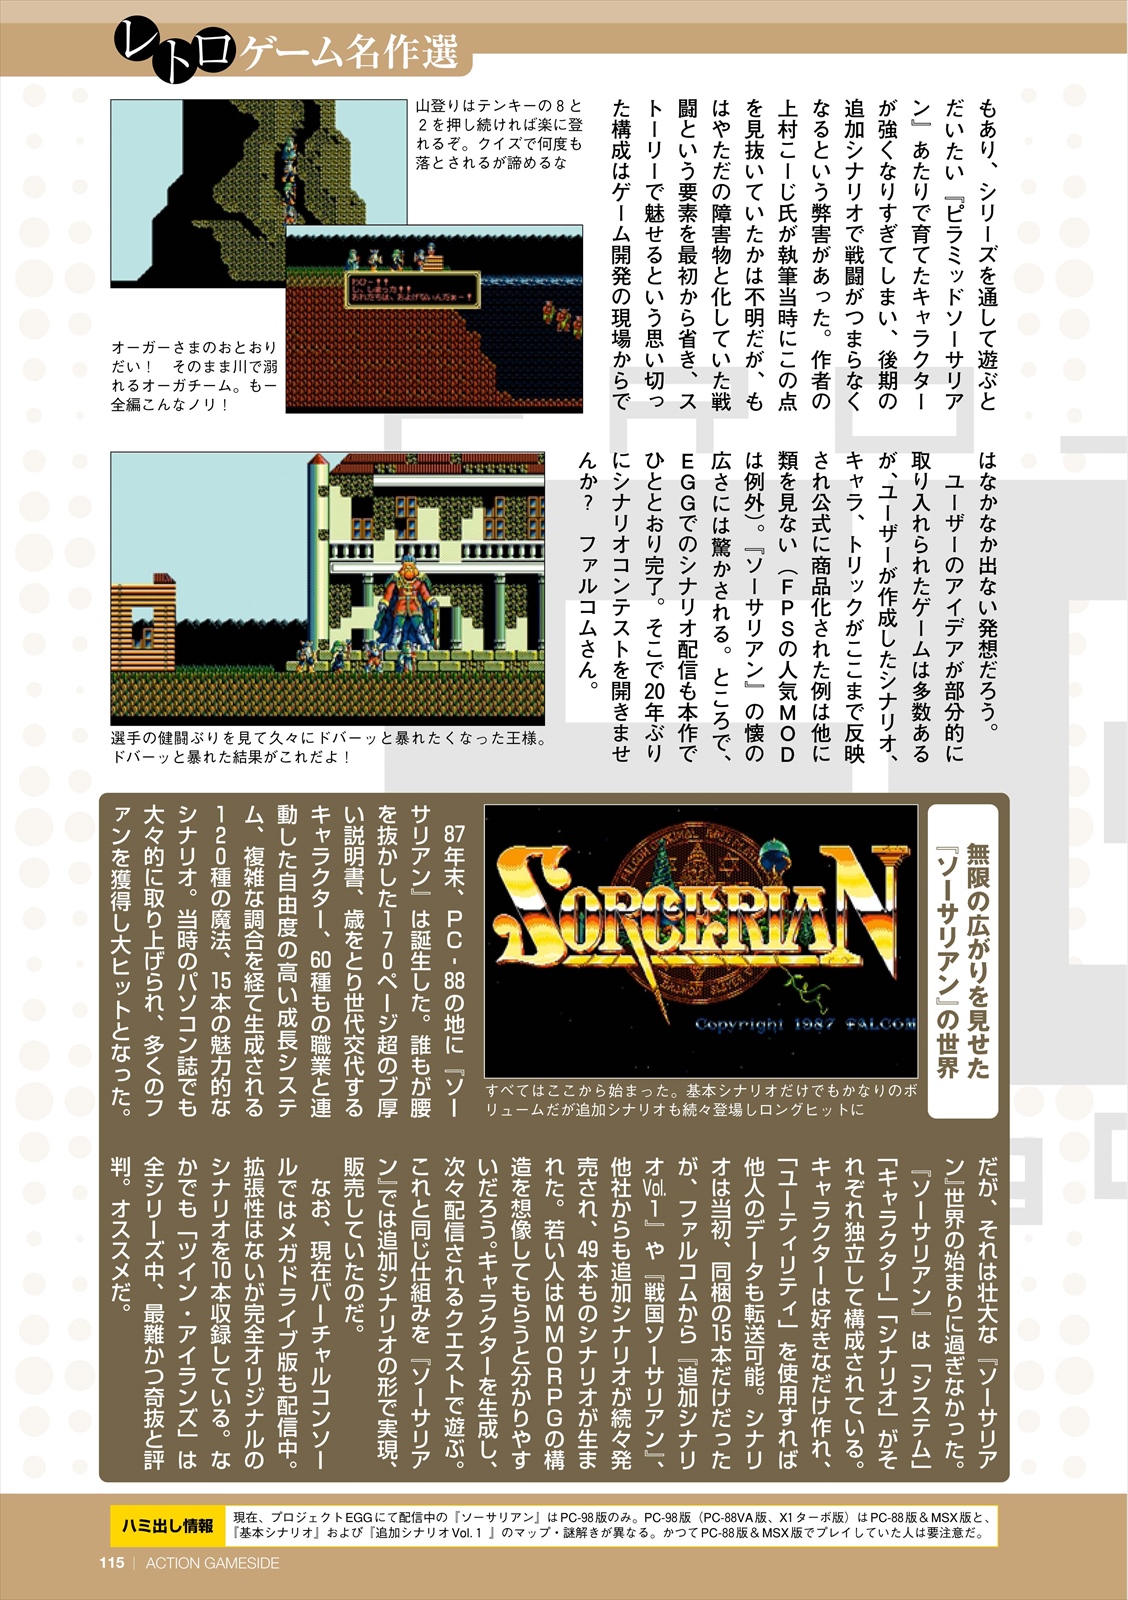 レトロゲーム名作選
山登りはテンキーの８と
２を押し続ければ楽に登
れるぞ。クイズで何度も
落とされるが諦めるな
わひー！！
し、しまった！！
おれたちは、およげないんだぁー！
オーガーさまのおとおり
だい！　そのまま川で溺
れるオーガチーム。もー
全編こんなノリ！
もあり、シリーズを通して遊ぶと
だいたい『ピラミッドソーサリア
ン』あたりで育てたキャラクター
が強くなりすぎてしまい、後期の
追加シナリオで戦闘がつまらなく
なるという弊害があった。作者の
上村こーじ氏が執筆当時にこの点
を見抜いていたかは不明だが、も
はやただの障害物と化していた戦
闘という要素を最初から省き、ス
トーリーで魅せるという思い切っ
た構成はゲーム開発の現場からで
はなかなか出ない発想だろう。
　ユーザーのアイデアが部分的に
取り入れられたゲームは多数ある
が、ユーザーが作成したシナリオ、
キャラ、トリックがここまで反映
され公式に商品化された例は他に
類を見ない（ＦＰＳの人気ＭＯＤ
は例外）。『ソーサリアン』の懐の
広さには驚かされる。ところで、
ＥＧＧでのシナリオ配信も本作で
ひととおり完了。そこで20年ぶり
にシナリオコンテストを開きませ
んか？　ファルコムさん。
選手の健闘ぶりを見て久々にドバーッと暴れたくなった王様。
ドバーッと暴れた結果がこれだよ！
無限の広がりを見せた
『ソーサリアン』の世界
SORCERIAN
Copyright 1987 FALCOM
すべてはここから始まった。基本シナリオだけでもかなりのボ
リュームだが追加シナリオも続々登場しロングヒットに
　87年末、ＰＣ-88の地に『ソー
サリアン』は誕生した。誰もが腰
を抜かした１７０ページ超のブ厚
い説明書、歳をとり世代交代する
キャラクター、60種もの職業と連
動した自由度の高い成長システ
ム、複雑な調合を経て生成される
１２０種の魔法、15本の魅力的な
シナリオ。当時のパソコン誌でも
大々的に取り上げられ、多くのフ
ァンを獲得し大ヒットとなった。
だが、それは壮大な『ソーサリア
ン』世界の始まりに過ぎなかった。
　『ソーサリアン』は「システム」
「キャラクター」「シナリオ」がそ
れぞれ独立して構成されている。
キャラクターは好きなだけ作れ、
「ユーティリティ」を使用すれば
他人のデータも転送可能。シナリ
オは当初、同梱の15本だけだった
が、ファルコムから『追加シナリ
オVol.１』や『戦国ソーサリアン』、
他社からも追加シナリオが続々発
売され、49本ものシナリオが生ま
れた。若い人はＭＭＯＲＰＧの構
造を想像してもらうと分かりやす
いだろう。キャラクターを生成し、
次々配信されるクエストで遊ぶ。
これと同じ仕組みを『ソーサリア
ン』では追加シナリオの形で実現、
販売していたのだ。
　なお、現在バーチャルコンソー
ルではメガドライブ版も配信中。
拡張性はないが完全オリジナルの
シナリオを10本収録している。な
かでも「ツイン・アイランズ」は
全シリーズ中、最難かつ奇抜と評
判。オススメだ。
ハミ出し情報
現在、プロジェクトEGGにて配信中の『ソーサリアン』はPC-98版のみ。PC-98版（PC-88VA版、X1ターボ版）はPC-88版＆MSX版と、
『基本シナリオ』および『追加シナリオVol.１』のマップ・謎解きが異なる。かつてPC-88版＆MSX版でプレイしていた人は要注意だ。
115 | ACTION GAMESIDE